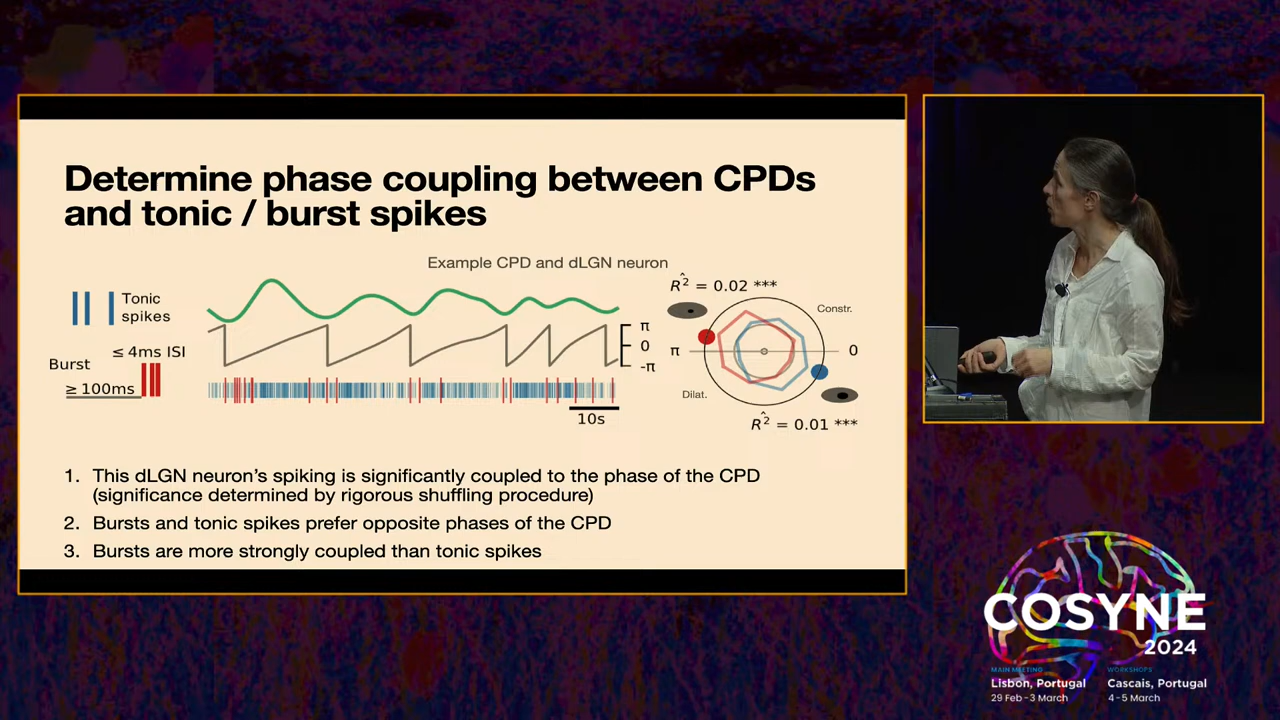 Determine phase coupling between CPDs
and tonic / burst spikes
Example CPD and dLGN neuron
Tonic
spikes
≤ 4ms ISI
Burst
≥ 100ms
π
0
-π
10s
R̂² = 0.02 ***
Constr.
π
0
Dilat.
R̂² = 0.01 ***
1. This dLGN neuron's spiking is significantly coupled to the phase of the CPD
(significance determined by rigorous shuffling procedure)
2. Bursts and tonic spikes prefer opposite phases of the CPD
3. Bursts are more strongly coupled than tonic spikes
COSYNE
2024
MAIN MEETING
Lisbon, Portugal
29 Feb - 3 March
WORKSHOPS
Cascais, Portugal
4 - 5 March